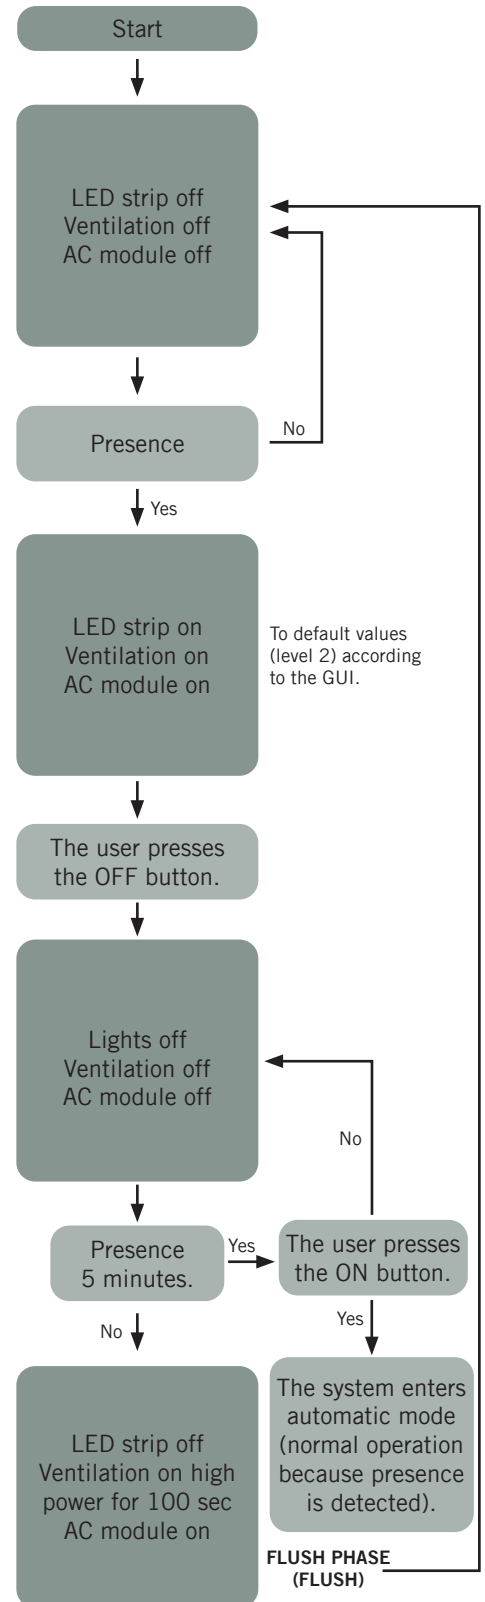 Start
LED strip off
Ventilation off
AC module off
No
Presence
Yes
LED strip on
Ventilation on
AC module on
To default values
(level 2) according
to the GUI.
The user presses
the OFF button.
Lights off
Ventilation off
AC module off
No
Presence
5 minutes.
Yes
The user presses
the ON button.
No
Yes
The system enters
automatic mode
(normal operation
because presence
is detected).
LED strip off
Ventilation on high
power for 100 sec
AC module on
FLUSH PHASE
(FLUSH)